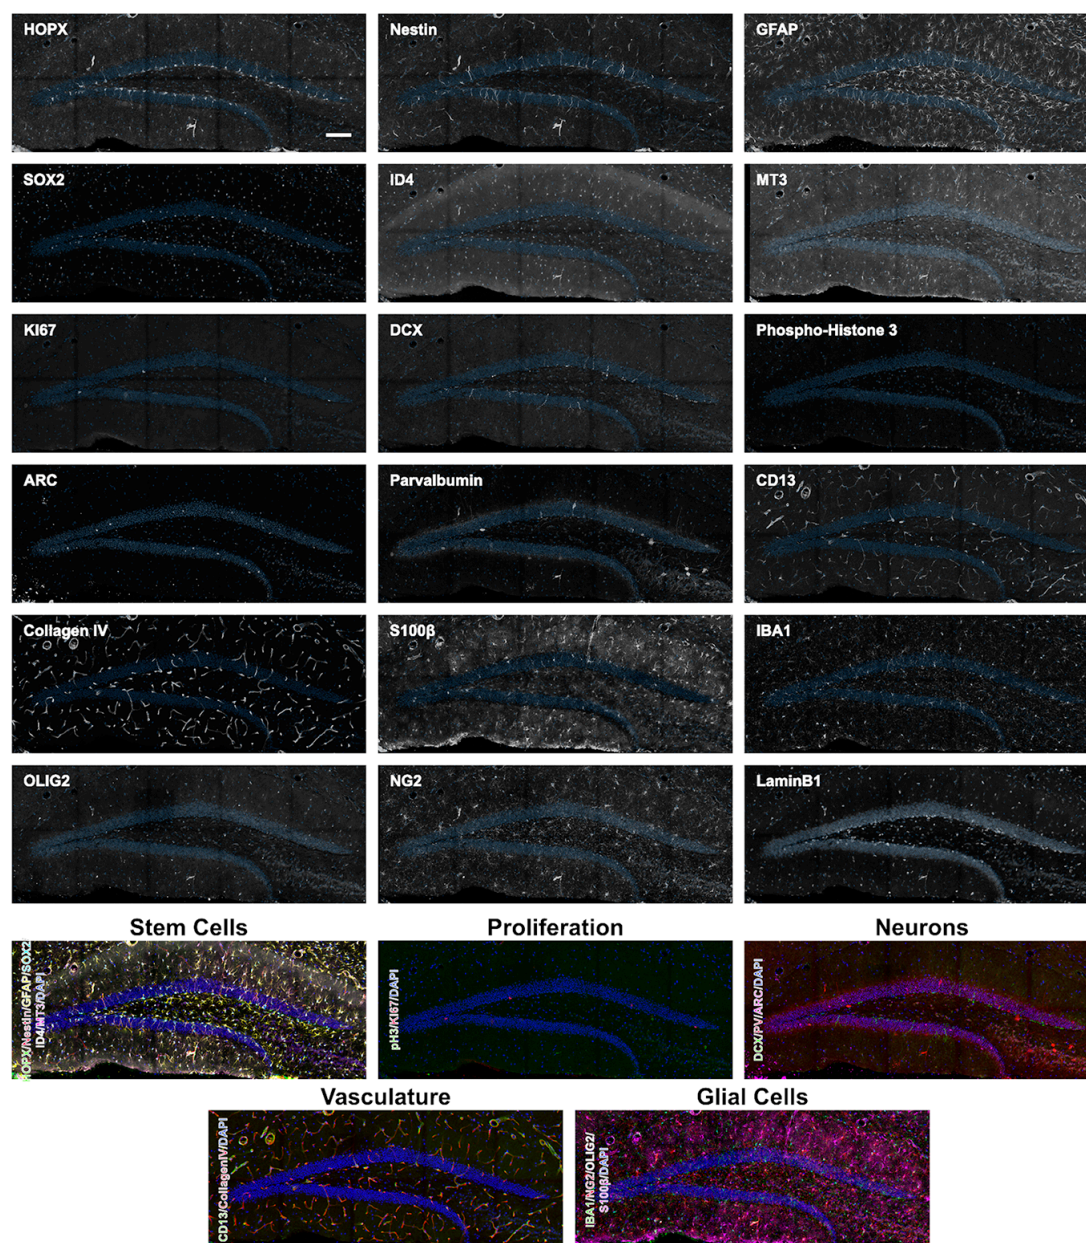 HOPX
Nestin
GFAP
SOX2
ID4
MT3
KI67
DCX
Phospho-Histone 3
ARC
Parvalbumin
CD13
Collagen IV
S100β
IBA1
OLIG2
NG2
LaminB1
Stem Cells
Proliferation
Neurons
HOPX/Nestin/GFAP/SOX2
ID4/MT3/DAPI
pH3/KI67/DAPI
DCX/PV/ARC/DAPI
Vasculature
Glial Cells
CD13/CollagenIV/DAPI
IBA1/NG2/OLIG2/
S100β/DAPI